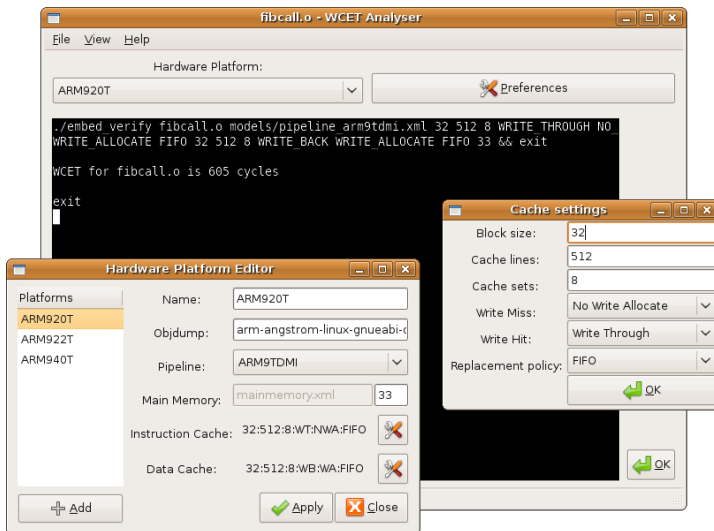 fibcall.o - WCET Analyser
File View Help
Hardware Platform:
ARM920T
Preferences
./embed_verify fibcall.o models/pipeline_arm9tdmi.xml 32 512 8 WRITE_THROUGH NO_
WRITE_ALLOCATE FIFO 32 512 8 WRITE_BACK WRITE_ALLOCATE FIFO 33 && exit
WCET for fibcall.o is 605 cycles
exit
OK
Cache settings
Block size: 32
Cache lines: 512
Cache sets: 8
Write Miss: No Write Allocate
Write Hit: Write Through
Replacement policy: FIFO
OK
Hardware Platform Editor
Platforms
ARM920T
ARM922T
ARM940T
Name: ARM920T
Objdump: arm-angstrom-linux-gnueabi-
Pipeline: ARM9TDMI
Main Memory: mainmemory.xml 33
Instruction Cache: 32:512:8:WT:NWA:FIFO
Data Cache: 32:512:8:WB:WA:FIFO
Add
Apply
Close